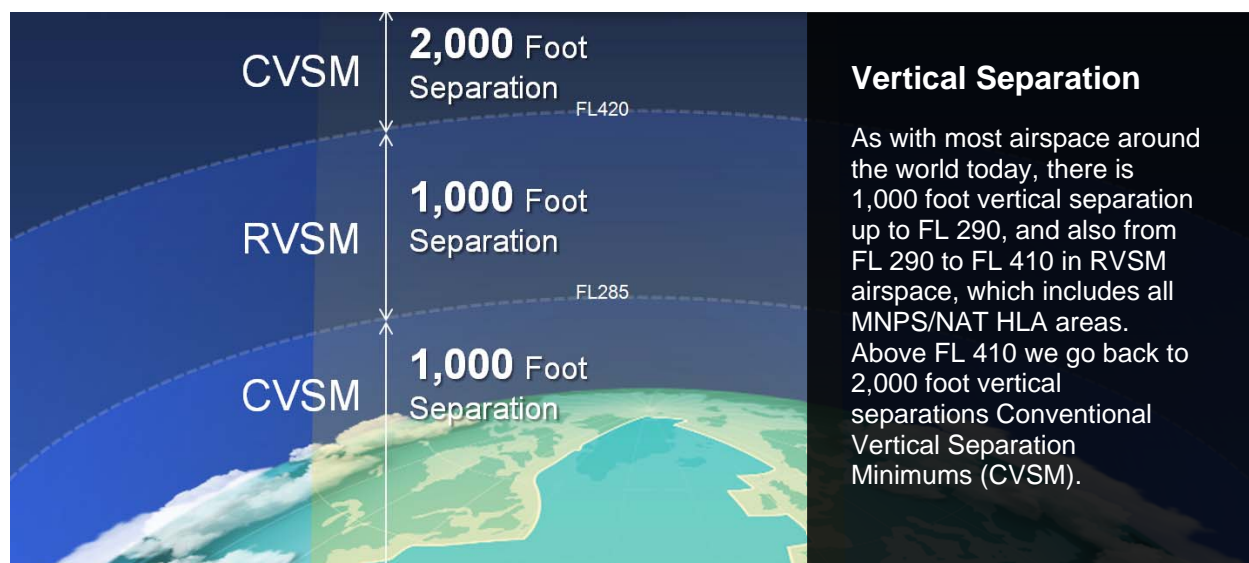 CVSM
2,000 Foot
Separation
FL420
RVSM
1,000 Foot
Separation
FL285
CVSM
1,000 Foot
Separation
Vertical Separation
As with most airspace around
the world today, there is
1,000 foot vertical separation
up to FL 290, and also from
FL 290 to FL 410 in RVSM
airspace, which includes all
MNPS/NAT HLA areas.
Above FL 410 we go back to
2,000 foot vertical
separations Conventional
Vertical Separation
Minimums (CVSM).